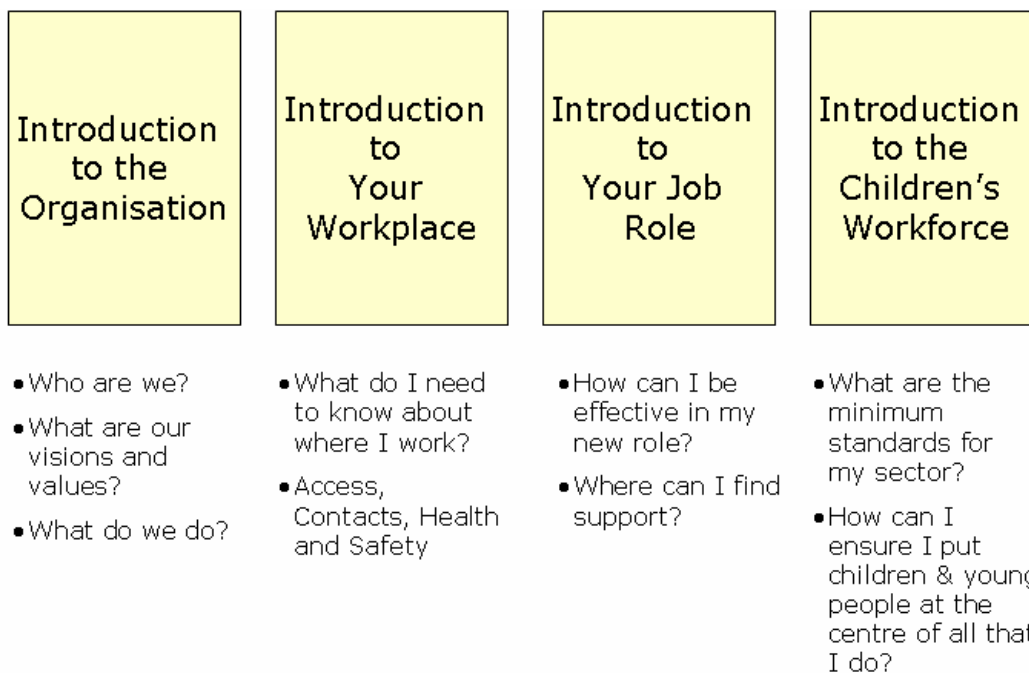 Introduction
to the
Organisation
Introduction
to
Your
Workplace
Introduction
to
Your Job
Role
Introduction
to the
Children's
Workforce
•Who are we?
•What are our
visions and
values?
•What do we do?
•What do I need
to know about
where I work?
•Access,
Contacts, Health
and Safety
•How can I be
effective in my
new role?
•Where can I find
support?
•What are the
minimum
standards for
my sector?
•How can I
ensure I put
children & young
people at the
centre of all that
I do?